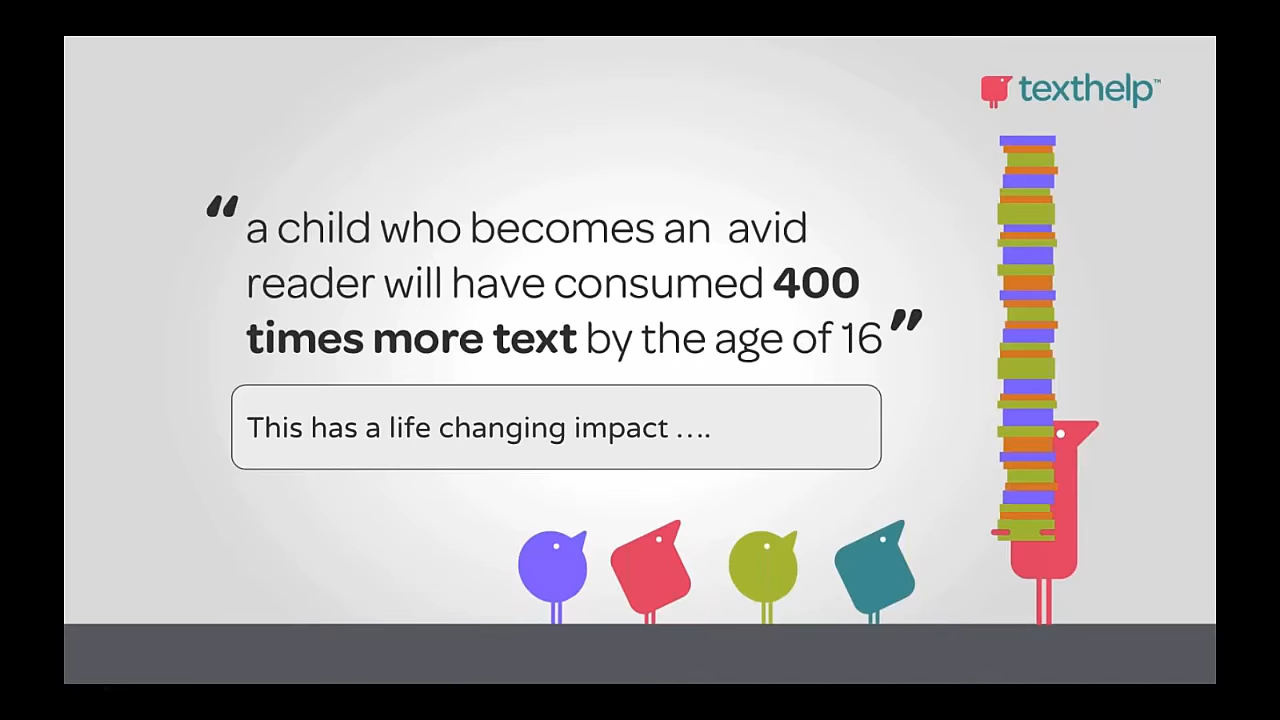 texthelp™
“a child who becomes an avid
reader will have consumed 400
times more text by the age of 16”
This has a life changing impact ....